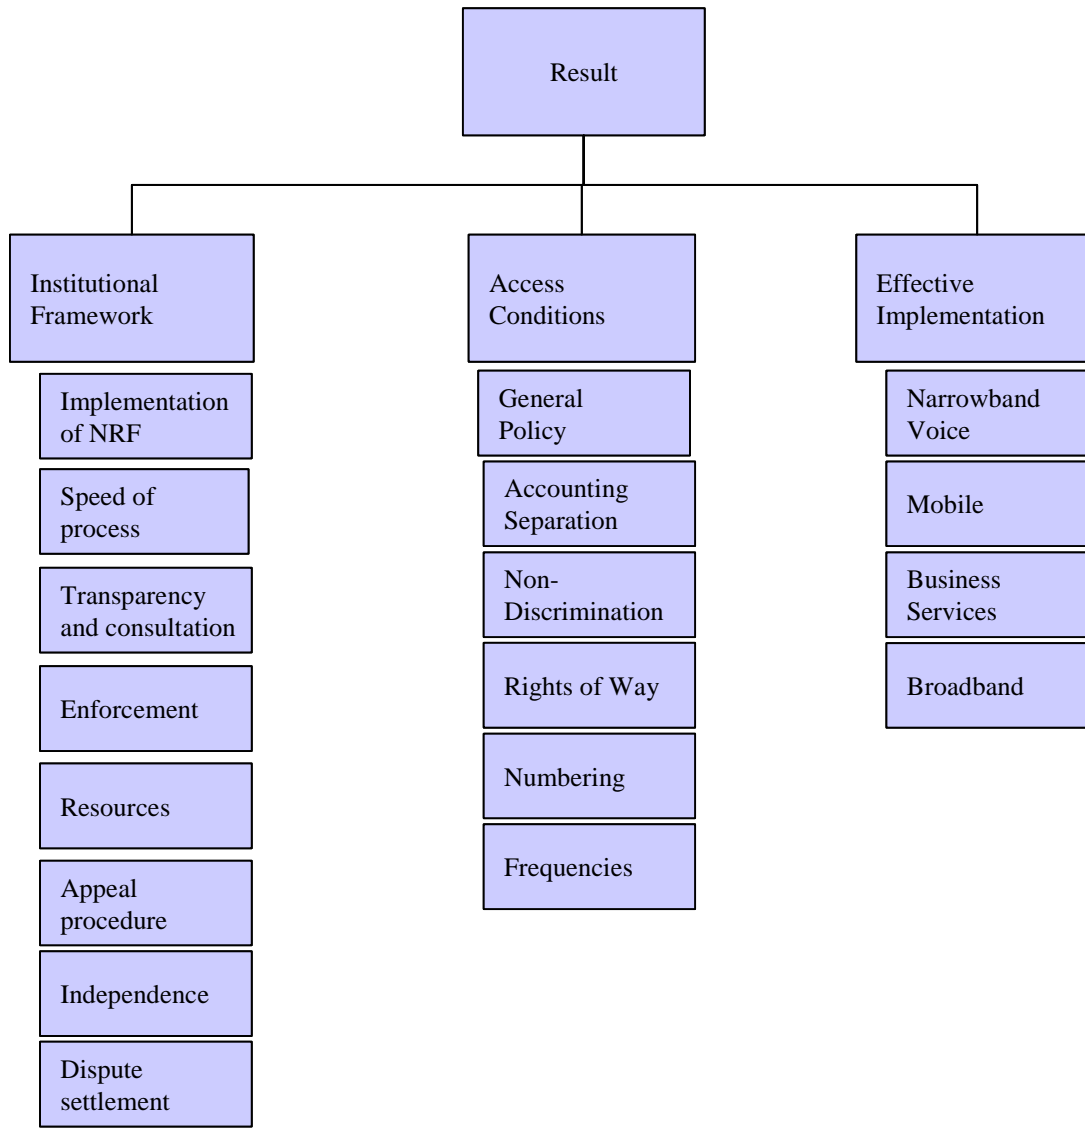 Result
Institutional
Framework
Implementation
of NRF
Speed of
process
Transparency
and consultation
Enforcement
Resources
Appeal
procedure
Independence
Dispute
settlement
Access
Conditions
General
Policy
Accounting
Separation
Non-
Discrimination
Rights of Way
Numbering
Frequencies
Effective
Implementation
Narrowband
Voice
Mobile
Business
Services
Broadband